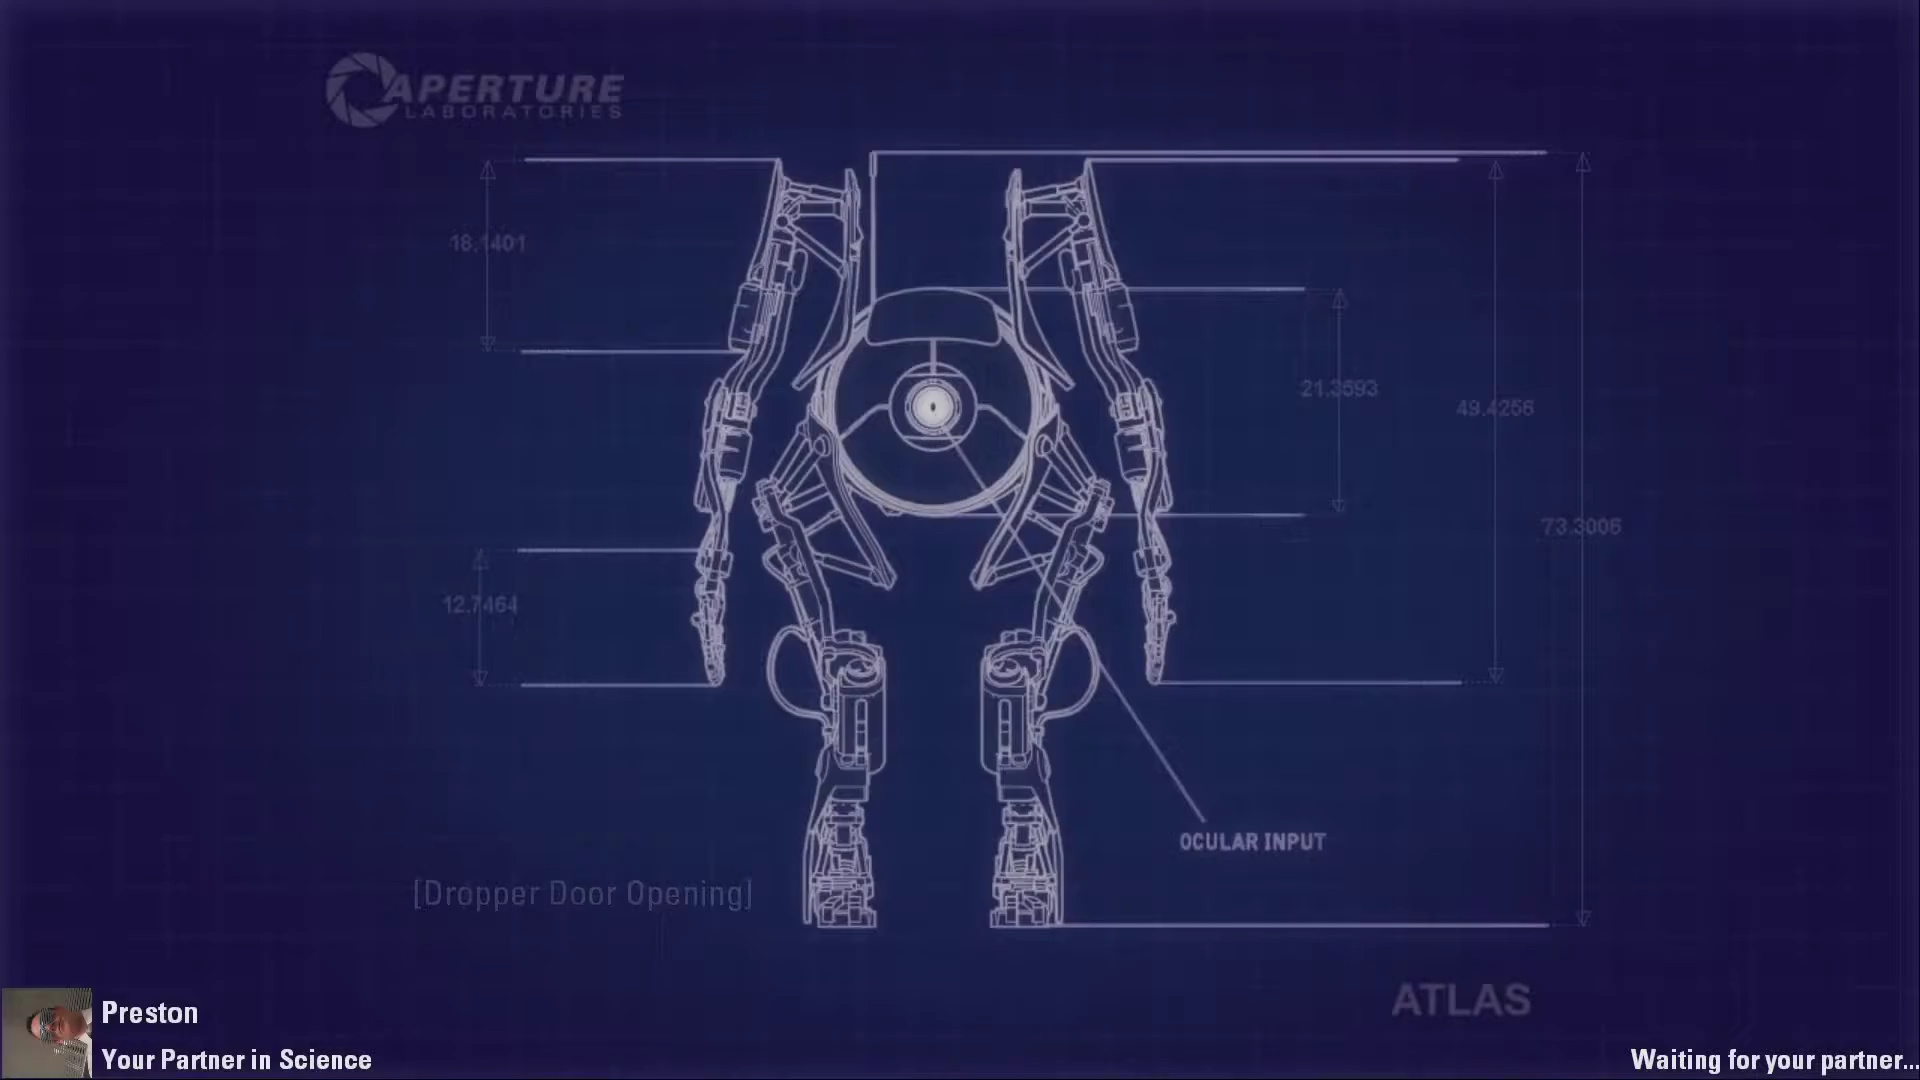 APERTURE
LABORATORIES
18.1401
21.3593
49.4256
73.3006
12.7464
OCULAR INPUT
[Dropper Door Opening]
ATLAS
Preston
Your Partner in Science
Waiting for your partner...